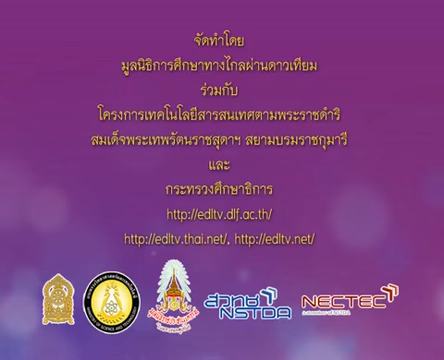 จัดทำโดย
มูลนิธิการศึกษาทางไกลผ่านดาวเทียม
ร่วมกับ
โครงการเทคโนโลยีสารสนเทศตามพระราชดำริ
สมเด็จพระเทพรัตนราชสุดาฯ สยามบรมราชกุมารี
และ
กระทรวงศึกษาธิการ
http://edltv.dlf.ac.th/
http://edltv.thai.net/, http://edltv.net/
สวทช
NSTDA
NECTEC
a member of NSTDA